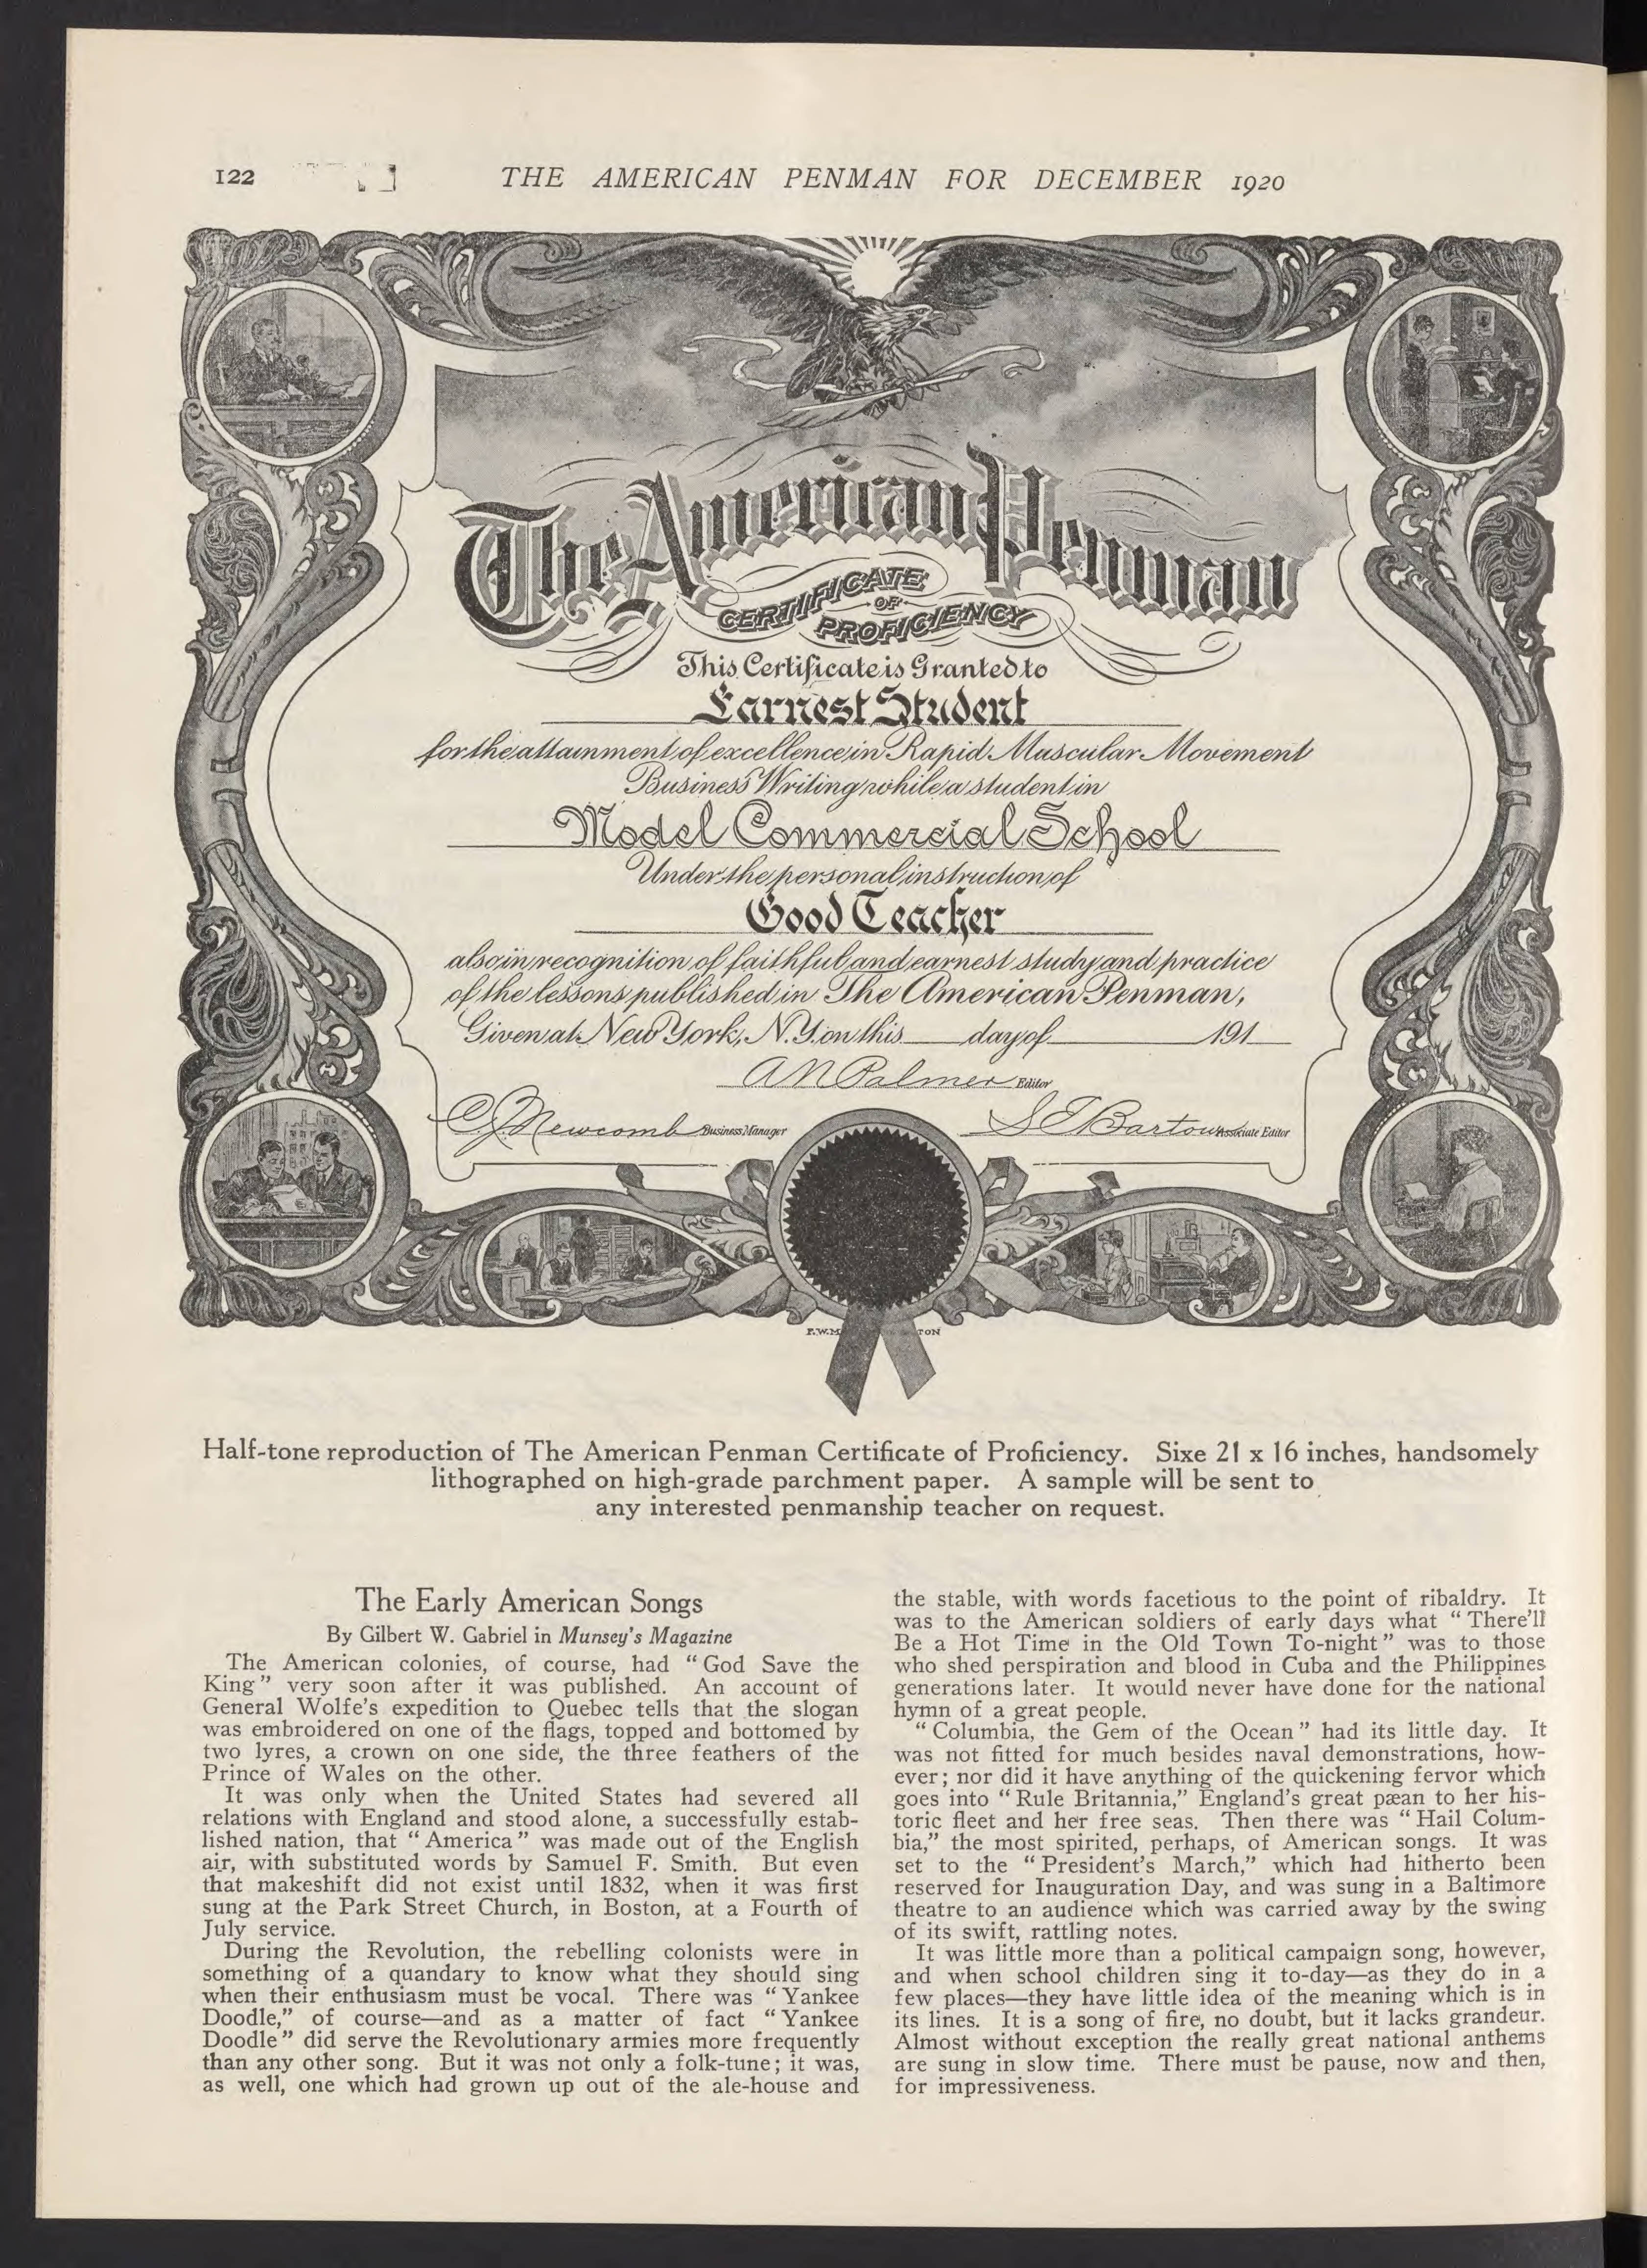 122
THE AMERICAN PENMAN FOR DECEMBER 1920
The American Penman
CERTIFICATE
OF
PROFICIENCY
This Certificate is Granted to
Earnest Student
for the attainment of excellence in Rapid Muscular Movement
Business Writing while a student in
Model Commercial School
Under the personal instruction of
Good Teacher
also in recognition of faithful and earnest study and practice
of the lessons published in The American Penman,
Given at New York, N.Y. on this day of 191
A N Palmer Editor
C J Newcomb Business Manager
S E Bartow Associate Editor
F.W.M TON
Half-tone reproduction of The American Penman Certificate of Proficiency. Sixe 21 x 16 inches, handsomely
lithographed on high-grade parchment paper. A sample will be sent to
any interested penmanship teacher on request.
The Early American Songs
By Gilbert W. Gabriel in Munsey's Magazine
The American colonies, of course, had "God Save the
King" very soon after it was published. An account of
General Wolfe's expedition to Quebec tells that the slogan
was embroidered on one of the flags, topped and bottomed by
two lyres, a crown on one side, the three feathers of the
Prince of Wales on the other.
It was only when the United States had severed all
relations with England and stood alone, a successfully estab-
lished nation, that "America" was made out of the English
air, with substituted words by Samuel F. Smith. But even
that makeshift did not exist until 1832, when it was first
sung at the Park Street Church, in Boston, at a Fourth of
July service.
During the Revolution, the rebelling colonists were in
something of a quandary to know what they should sing
when their enthusiasm must be vocal. There was "Yankee
Doodle," of course—and as a matter of fact "Yankee
Doodle" did serve the Revolutionary armies more frequently
than any other song. But it was not only a folk-tune; it was,
as well, one which had grown up out of the ale-house and
the stable, with words facetious to the point of ribaldry. It
was to the American soldiers of early days what "There'll
Be a Hot Time in the Old Town To-night" was to those
who shed perspiration and blood in Cuba and the Philippines
generations later. It would never have done for the national
hymn of a great people.
"Columbia, the Gem of the Ocean" had its little day. It
was not fitted for much besides naval demonstrations, how-
ever; nor did it have anything of the quickening fervor which
goes into "Rule Britannia," England's great pæan to her his-
toric fleet and her free seas. Then there was "Hail Colum-
bia," the most spirited, perhaps, of American songs. It was
set to the "President's March," which had hitherto been
reserved for Inauguration Day, and was sung in a Baltimore
theatre to an audience which was carried away by the swing
of its swift, rattling notes.
It was little more than a political campaign song, however,
and when school children sing it to-day—as they do in a
few places—they have little idea of the meaning which is in
its lines. It is a song of fire, no doubt, but it lacks grandeur.
Almost without exception the really great national anthems
are sung in slow time. There must be pause, now and then,
for impressiveness.